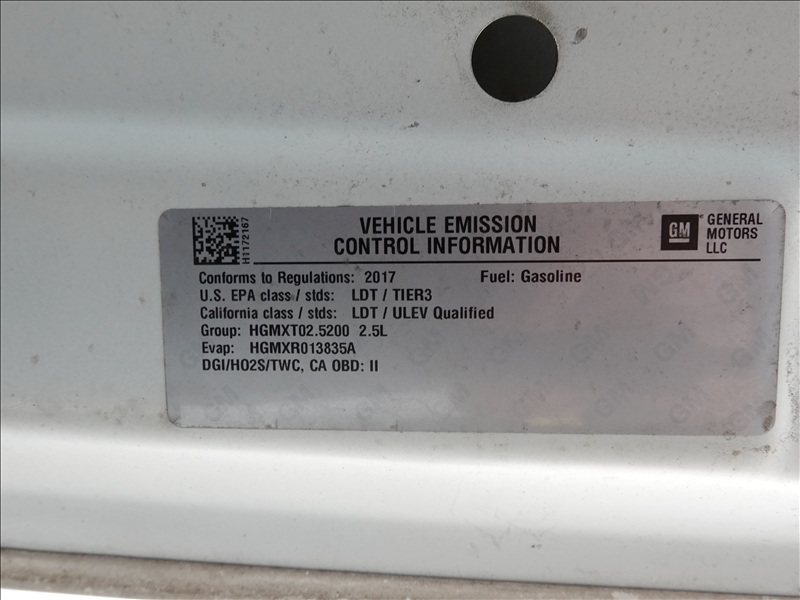 VEHICLE EMISSION
CONTROL INFORMATION
GM
GENERAL
MOTORS
LLC
H1172167
Conforms to Regulations: 2017 Fuel: Gasoline
U.S. EPA class / stds: LDT / TIER3
California class / stds: LDT / ULEV Qualified
Group: HGMXT02.5200 2.5L
Evap: HGMXR013835A
DGI/HO2S/TWC, CA OBD: II